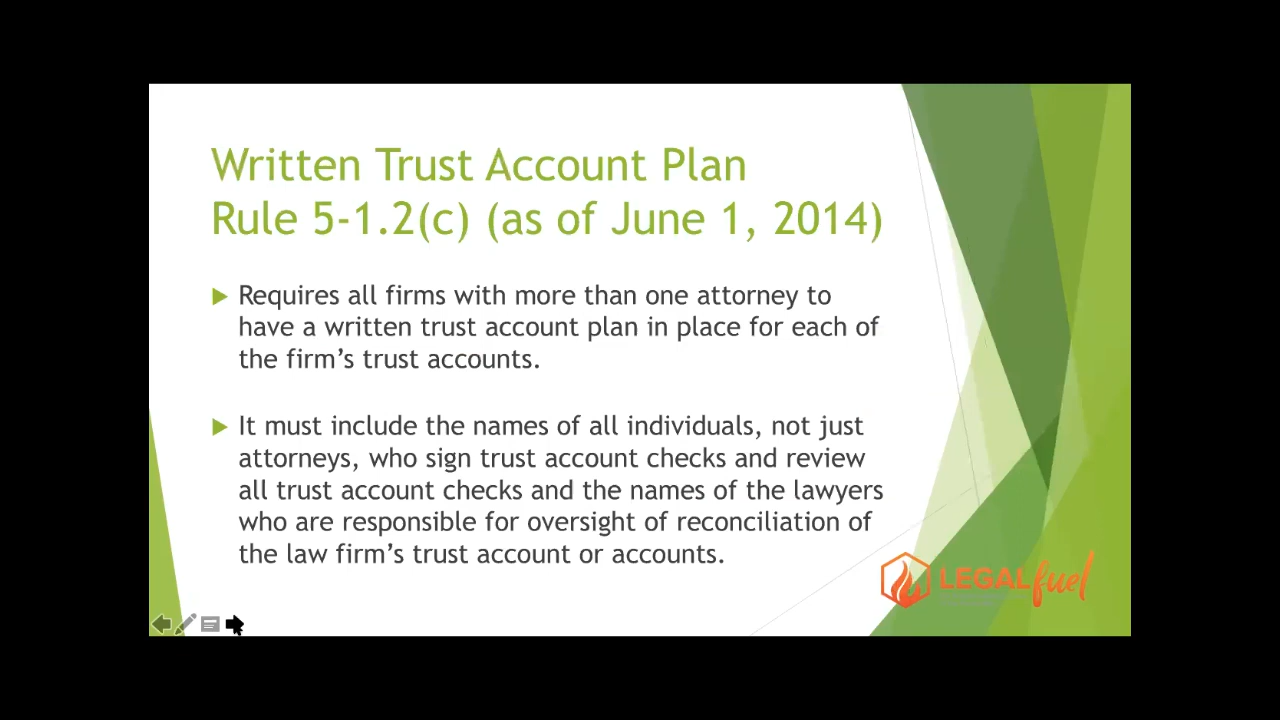 Written Trust Account Plan
Rule 5-1.2(c) (as of June 1, 2014)
Requires all firms with more than one attorney to
have a written trust account plan in place for each of
the firm's trust accounts.
It must include the names of all individuals, not just
attorneys, who sign trust account checks and review
all trust account checks and the names of the lawyers
who are responsible for oversight of reconciliation of
the law firm's trust account or accounts.
LEGALfuel